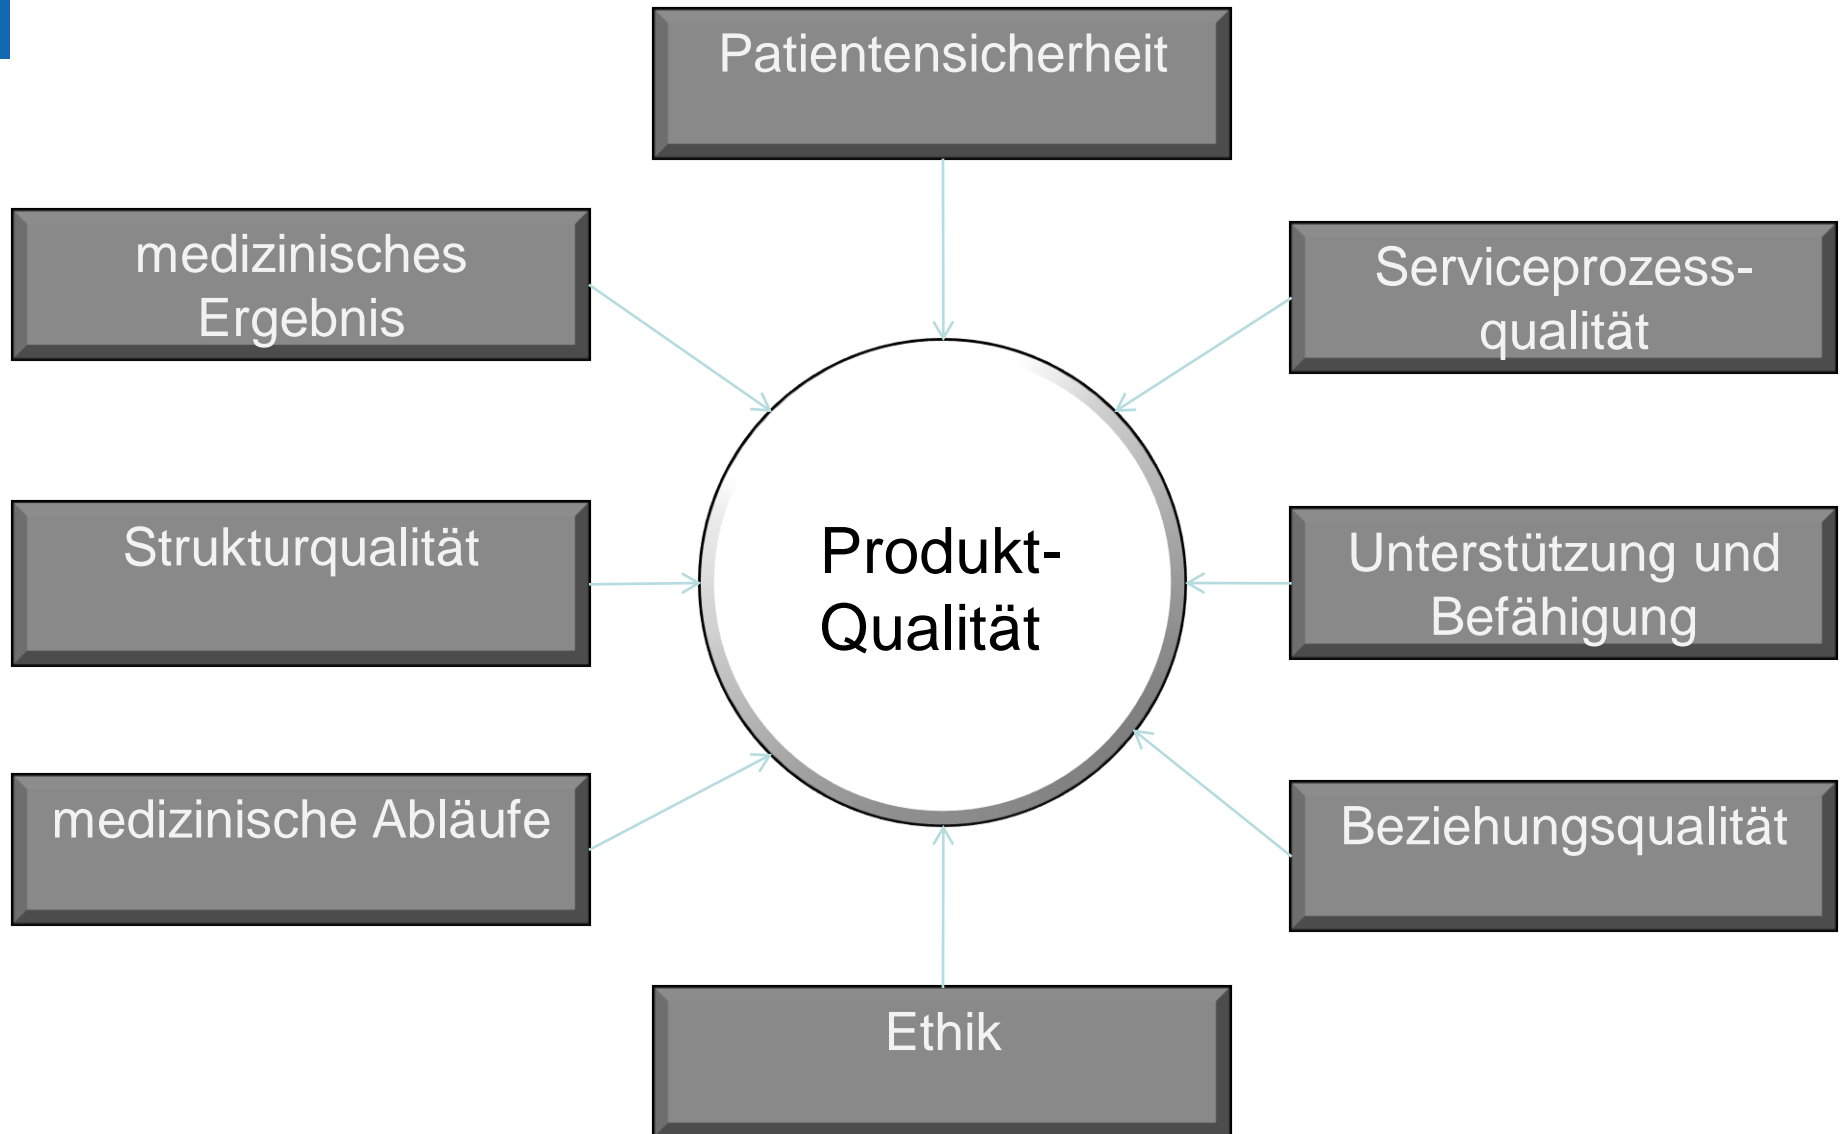 Patientensicherheit
medizinisches
Ergebnis
Serviceprozess-
qualität
Strukturqualität
Produkt-
Qualität
Unterstützung und
Befähigung
medizinische Abläufe
Beziehungsqualität
Ethik